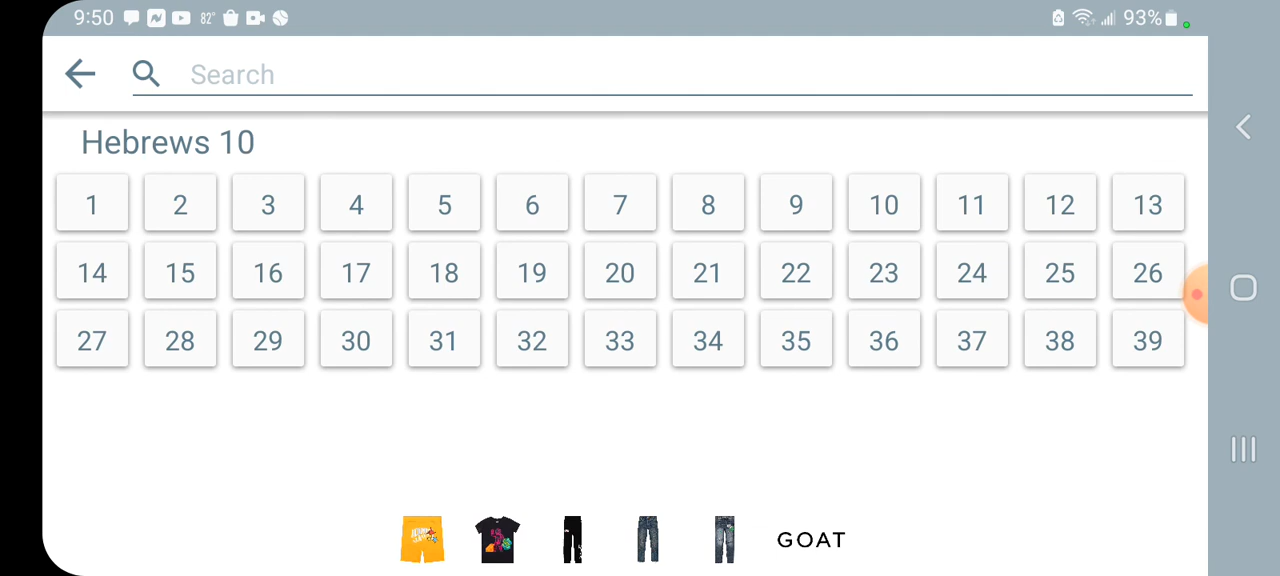 9:50 82° 93%
Search
Hebrews 10
1 2 3 4 5 6 7 8 9 10 11 12 13
14 15 16 17 18 19 20 21 22 23 24 25 26
27 28 29 30 31 32 33 34 35 36 37 38 39
GOAT